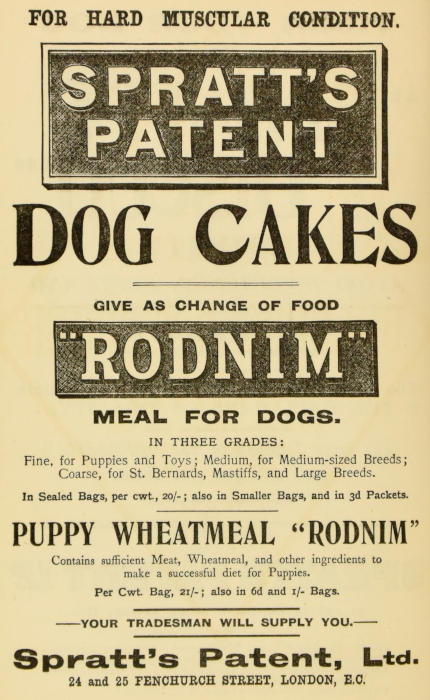 FOR HARD MUSCULAR CONDITION.
SPRATT'S
PATENT
DOG CAKES
GIVE AS CHANGE OF FOOD
"RODNIM"
MEAL FOR DOGS.
IN THREE GRADES:
Fine, for Puppies and Toys; Medium, for Medium-sized Breeds;
Coarse, for St. Bernards, Mastiffs, and Large Breeds.
In Sealed Bags, per cwt., 20/-; also in Smaller Bags, and in 3d Packets.
PUPPY WHEATMEAL "RODNIM"
Contains sufficient Meat, Wheatmeal, and other ingredients to
make a successful diet for Puppies.
Per Cwt. Bag, 21/-; also in 6d and 1/- Bags.
—YOUR TRADESMAN WILL SUPPLY YOU.—
Spratt's Patent, Ltd.
24 and 25 FENCHURCH STREET, LONDON, E.C.